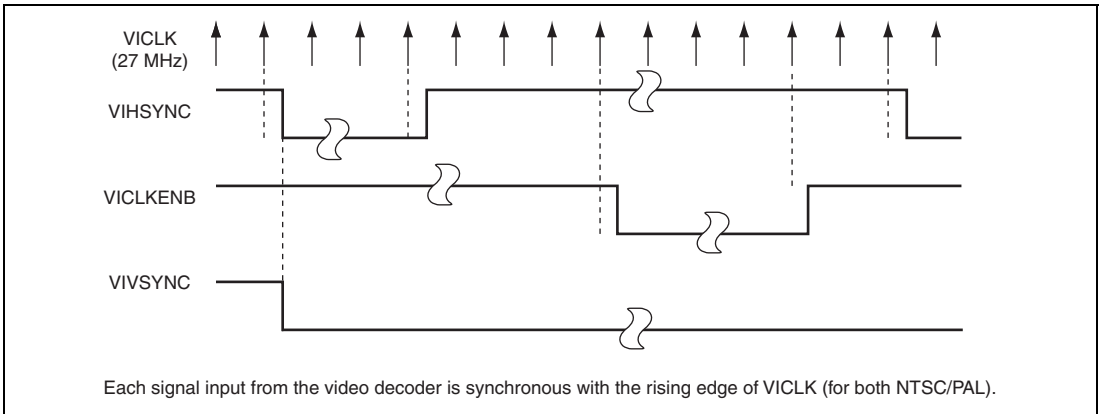 VICLK
(27 MHz)
VIHSYNC
VICLKENB
VIVSYNC
Each signal input from the video decoder is synchronous with the rising edge of VICLK (for both NTSC/PAL).